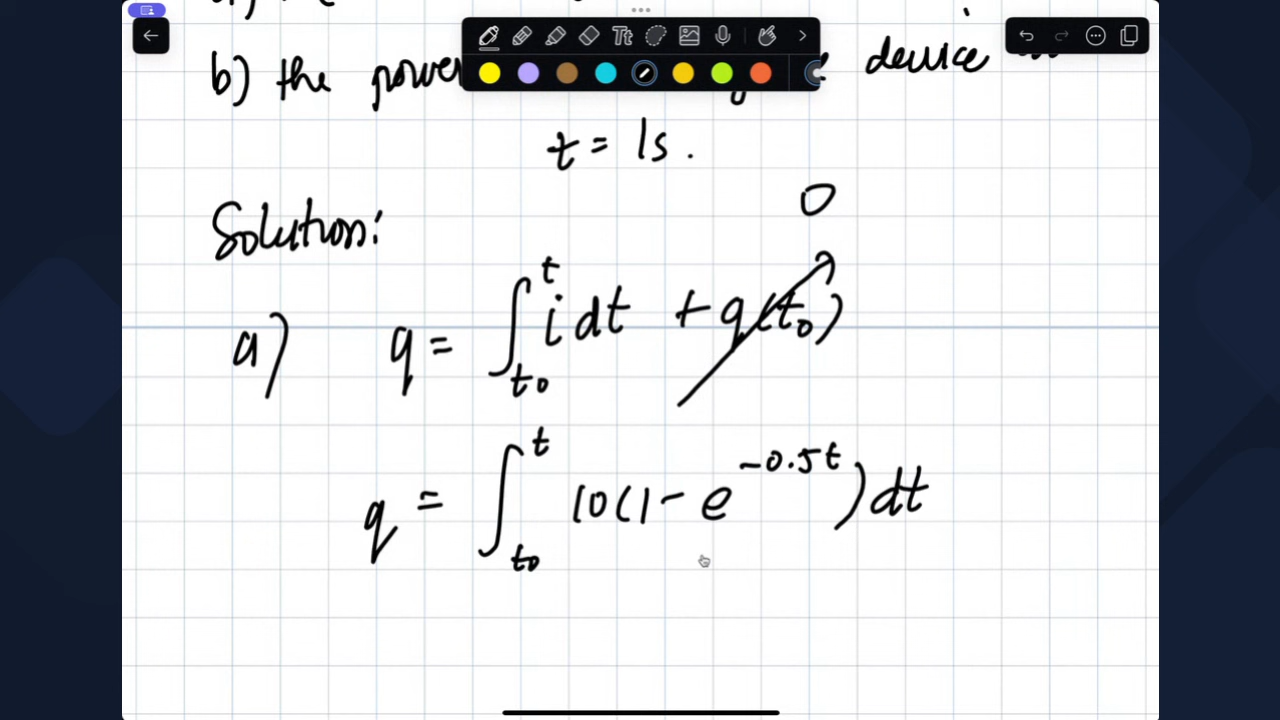 b) the power device
t = 1s.
Solution:
0
a) q = ∫_{t0}^{t} i dt + q(t0)
q = ∫_{t0}^{t} 10(1 - e^{-0.5t}) dt